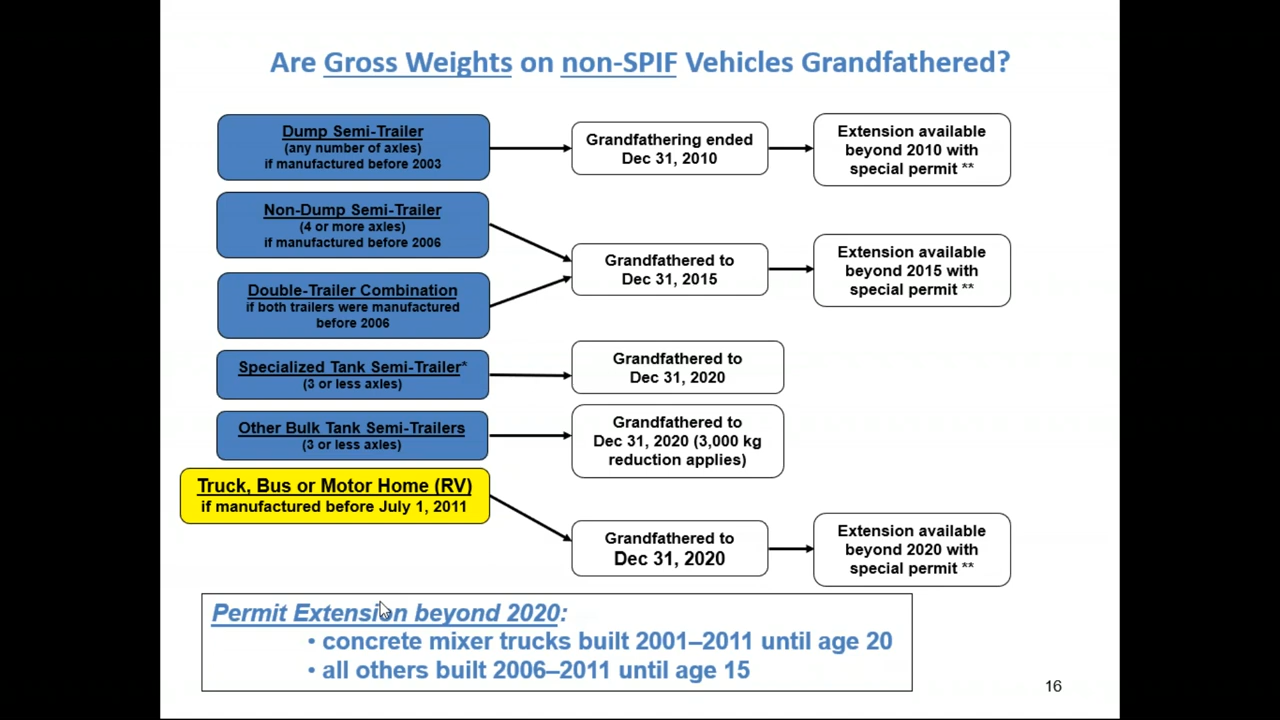 Are Gross Weights on non-SPIF Vehicles Grandfathered?
Dump Semi-Trailer
(any number of axles)
if manufactured before 2003
Grandfathering ended
Dec 31, 2010
Extension available
beyond 2010 with
special permit **
Non-Dump Semi-Trailer
(4 or more axles)
if manufactured before 2006
Double-Trailer Combination
if both trailers were manufactured
before 2006
Grandfathered to
Dec 31, 2015
Extension available
beyond 2015 with
special permit **
Specialized Tank Semi-Trailer*
(3 or less axles)
Grandfathered to
Dec 31, 2020
Other Bulk Tank Semi-Trailers
(3 or less axles)
Grandfathered to
Dec 31, 2020 (3,000 kg
reduction applies)
Truck, Bus or Motor Home (RV)
if manufactured before July 1, 2011
Grandfathered to
Dec 31, 2020
Extension available
beyond 2020 with
special permit **
Permit Extension beyond 2020:
• concrete mixer trucks built 2001–2011 until age 20
• all others built 2006–2011 until age 15
16